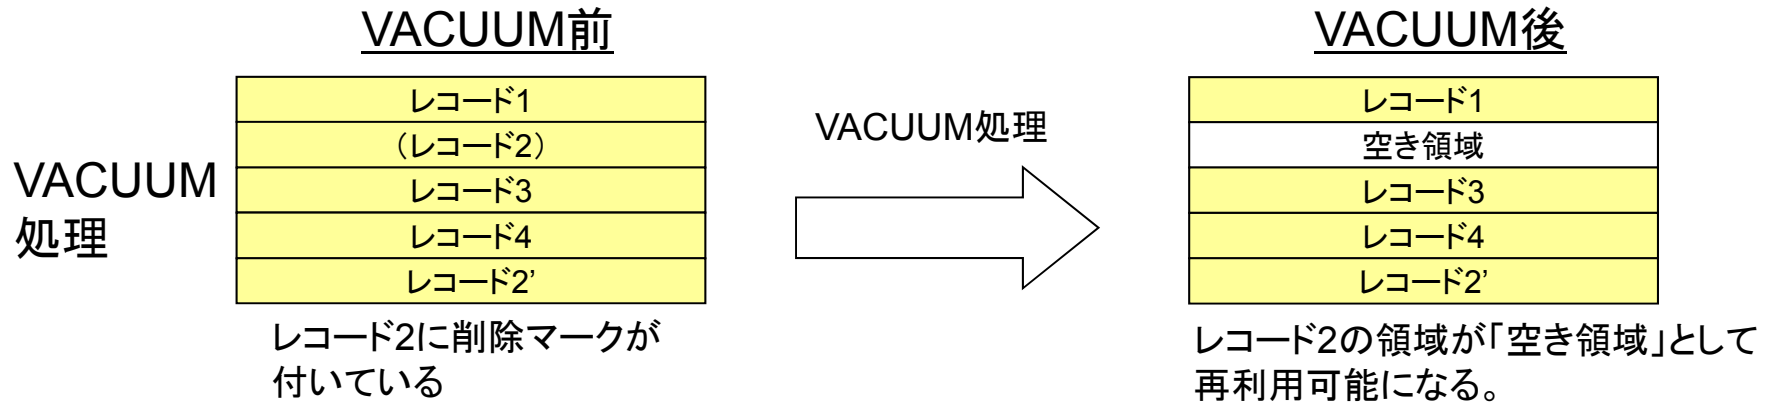 VACUUM前
VACUUM後
VACUUM
処理
レコード1
（レコード2）
レコード3
レコード4
レコード2’
VACUUM処理
レコード1
空き領域
レコード3
レコード4
レコード2’
レコード2に削除マークが
付いている
レコード2の領域が「空き領域」として
再利用可能になる。